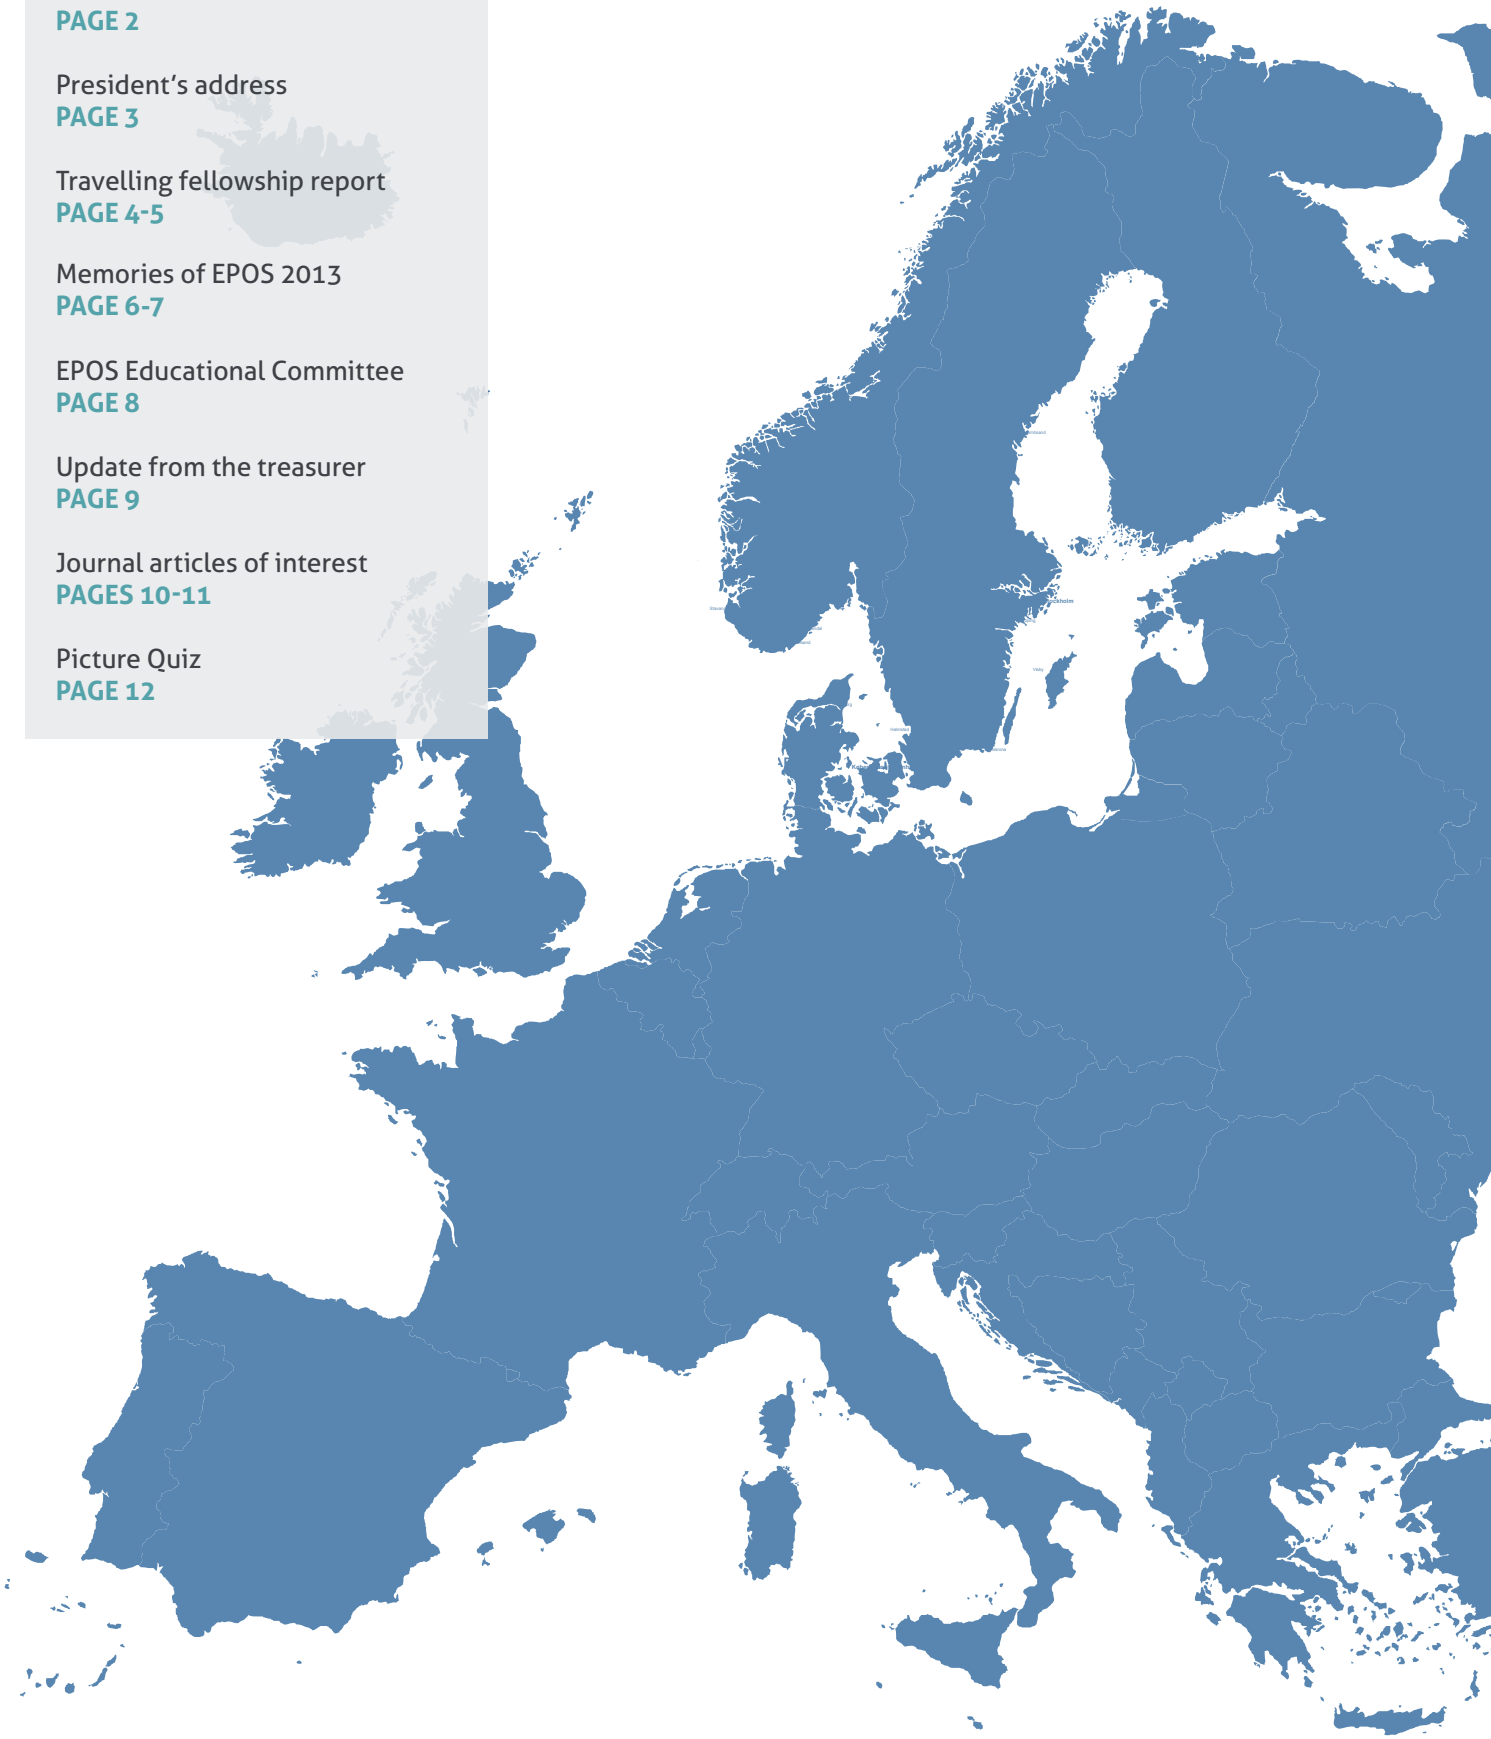 PAGE 2
President's address
PAGE 3
Travelling fellowship report
PAGE 4-5
Memories of EPOS 2013
PAGE 6-7
EPOS Educational Committee
PAGE 8
Update from the treasurer
PAGE 9
Journal articles of interest
PAGES 10-11
Picture Quiz
PAGE 12
Visby
Halmstad